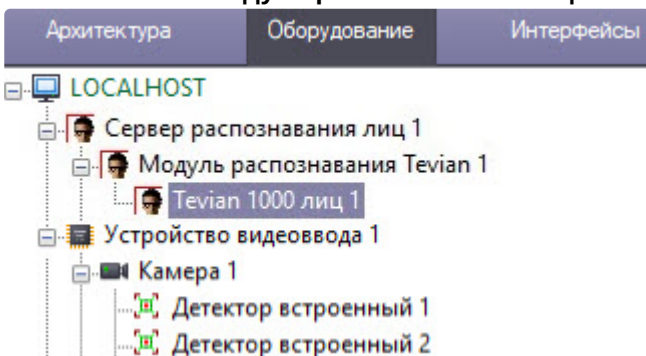 Архитектура Оборудование Интерфейсы
LOCALHOST
Сервер распознавания лиц 1
Модуль распознавания Tevian 1
Tevian 1000 лиц 1
Устройство видеоввода 1
Камера 1
Детектор встроенный 1
Детектор встроенный 2